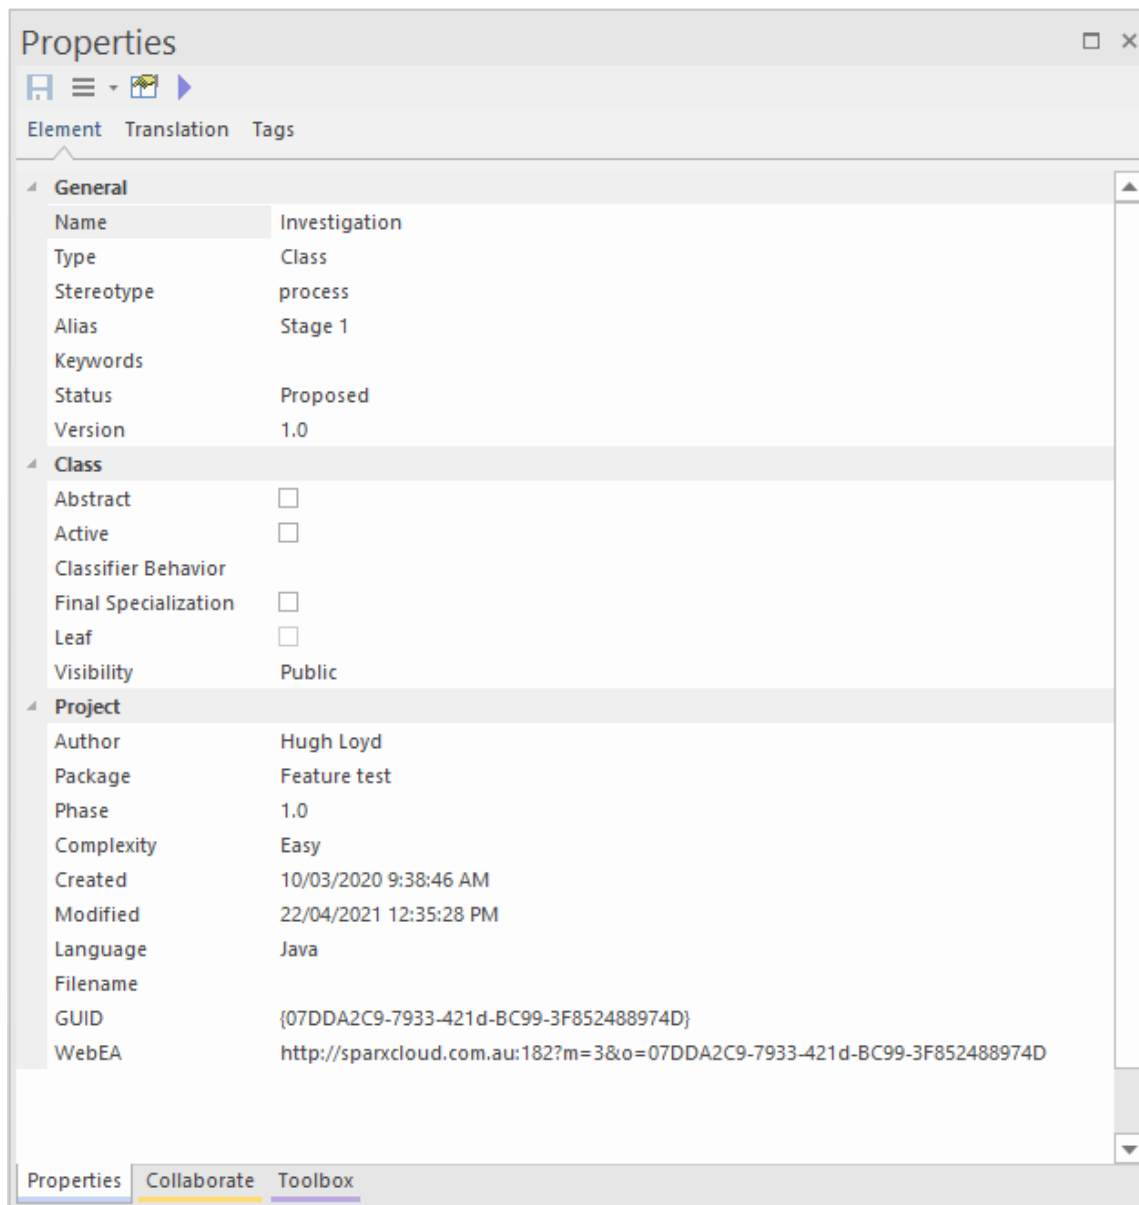 Properties
Element Translation Tags
General
Name Investigation
Type Class
Stereotype process
Alias Stage 1
Keywords
Status Proposed
Version 1.0
Class
Abstract
Active
Classifier Behavior
Final Specialization
Leaf
Visibility Public
Project
Author Hugh Loyd
Package Feature test
Phase 1.0
Complexity Easy
Created 10/03/2020 9:38:46 AM
Modified 22/04/2021 12:35:28 PM
Language Java
Filename
GUID {07DDA2C9-7933-421d-BC99-3F852488974D}
WebEA http://sparxcloud.com.au:182?m=3&o=07DDA2C9-7933-421d-BC99-3F852488974D
Properties Collaborate Toolbox